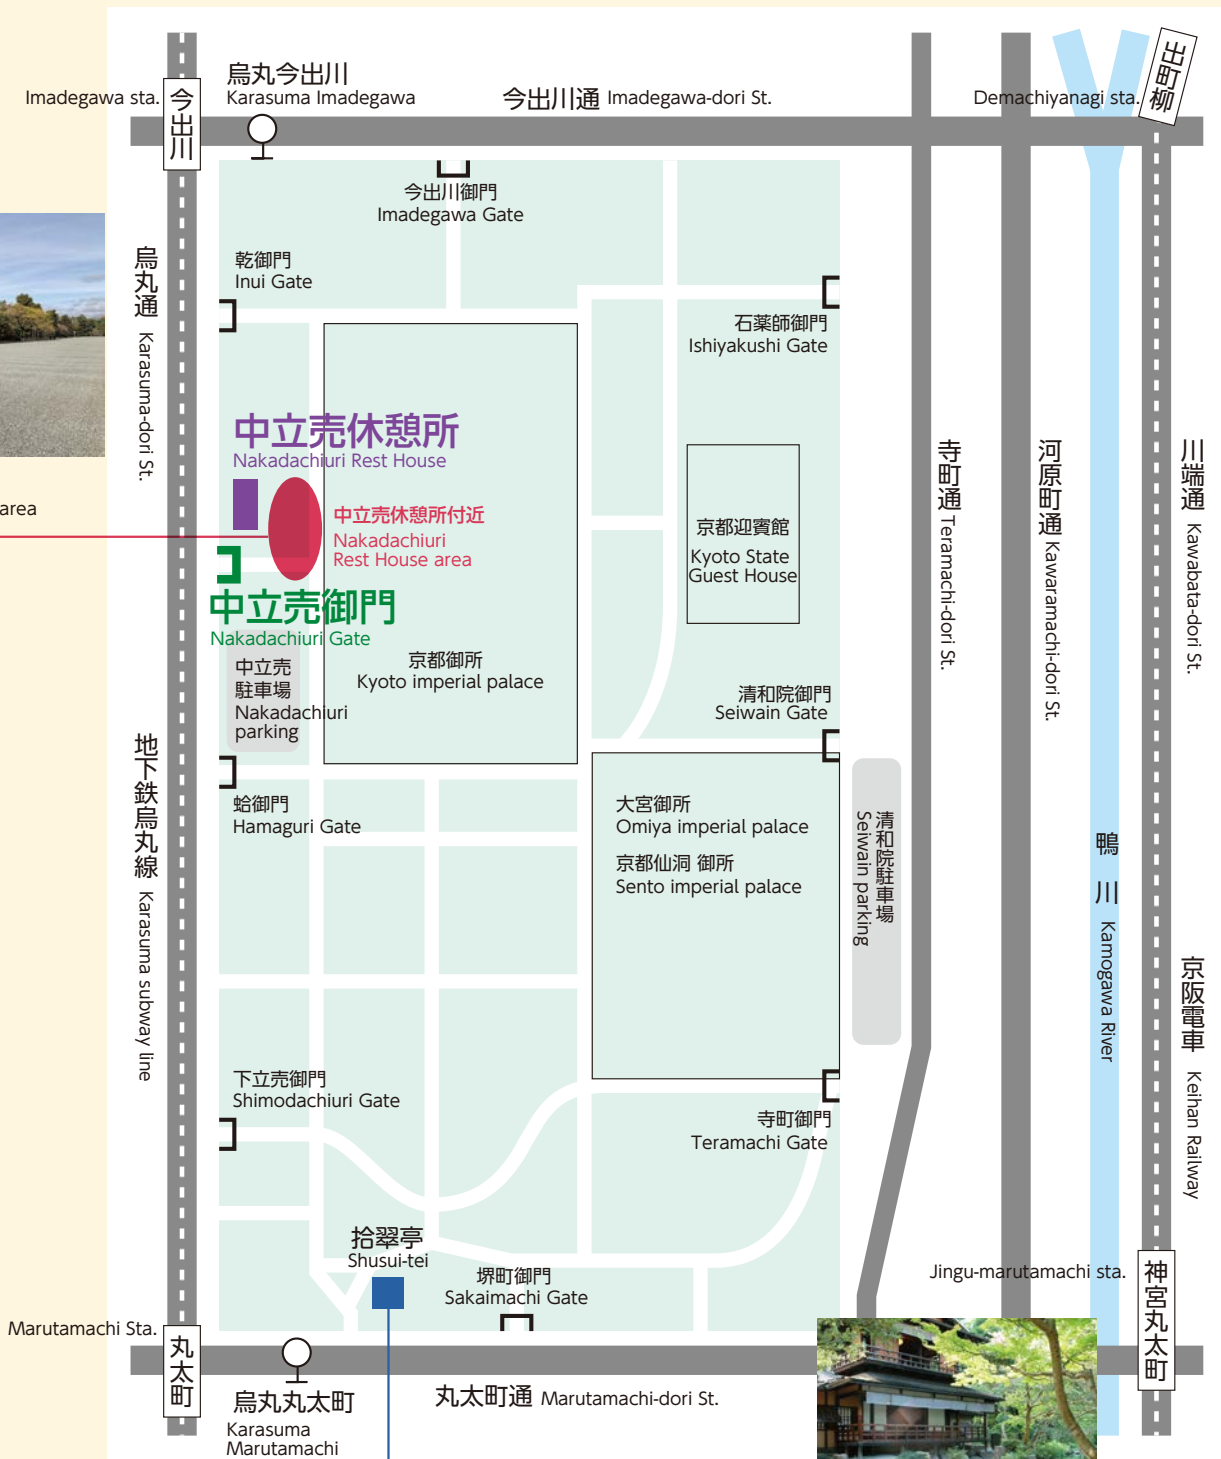 烏丸今出川
Karasuma Imadegawa
Imadegawa sta.
今出川
今出川通 Imadegawa-dori St.
Demachiyanagi sta.
出町柳
今出川御門
Imadegawa Gate
乾御門
Inui Gate
烏丸通 Karasuma-dori St.
石薬師御門
Ishiyakushi Gate
中立売休憩所
Nakadachiuri Rest House
area
中立売休憩所付近
Nakadachiuri
Rest House area
京都迎賓館
Kyoto State
Guest House
寺町通 Teramachi-dori St.
河原町通 Kawaramachi-dori St.
川端通 Kawabata-dori St.
中立売御門
Nakadachiuri Gate
中立売
駐車場
Nakadachiuri
parking
京都御所
Kyoto imperial palace
清和院御門
Seiwain Gate
地下鉄烏丸線 Karasuma subway line
蛤御門
Hamaguri Gate
大宮御所
Omiya imperial palace
京都仙洞 御所
Sento imperial palace
清和院駐車場
Seiwain parking
鴨川 Kamogawa River
京阪電車 Keihan Railway
下立売御門
Shimodachiuri Gate
寺町御門
Teramachi Gate
拾翠亭
Shusui-tei
堺町御門
Sakaimachi Gate
Jingu-marutamachi sta.
神宮丸太町
Marutamachi Sta.
丸太町
烏丸丸太町
Karasuma
Marutamachi
丸太町通 Marutamachi-dori St.